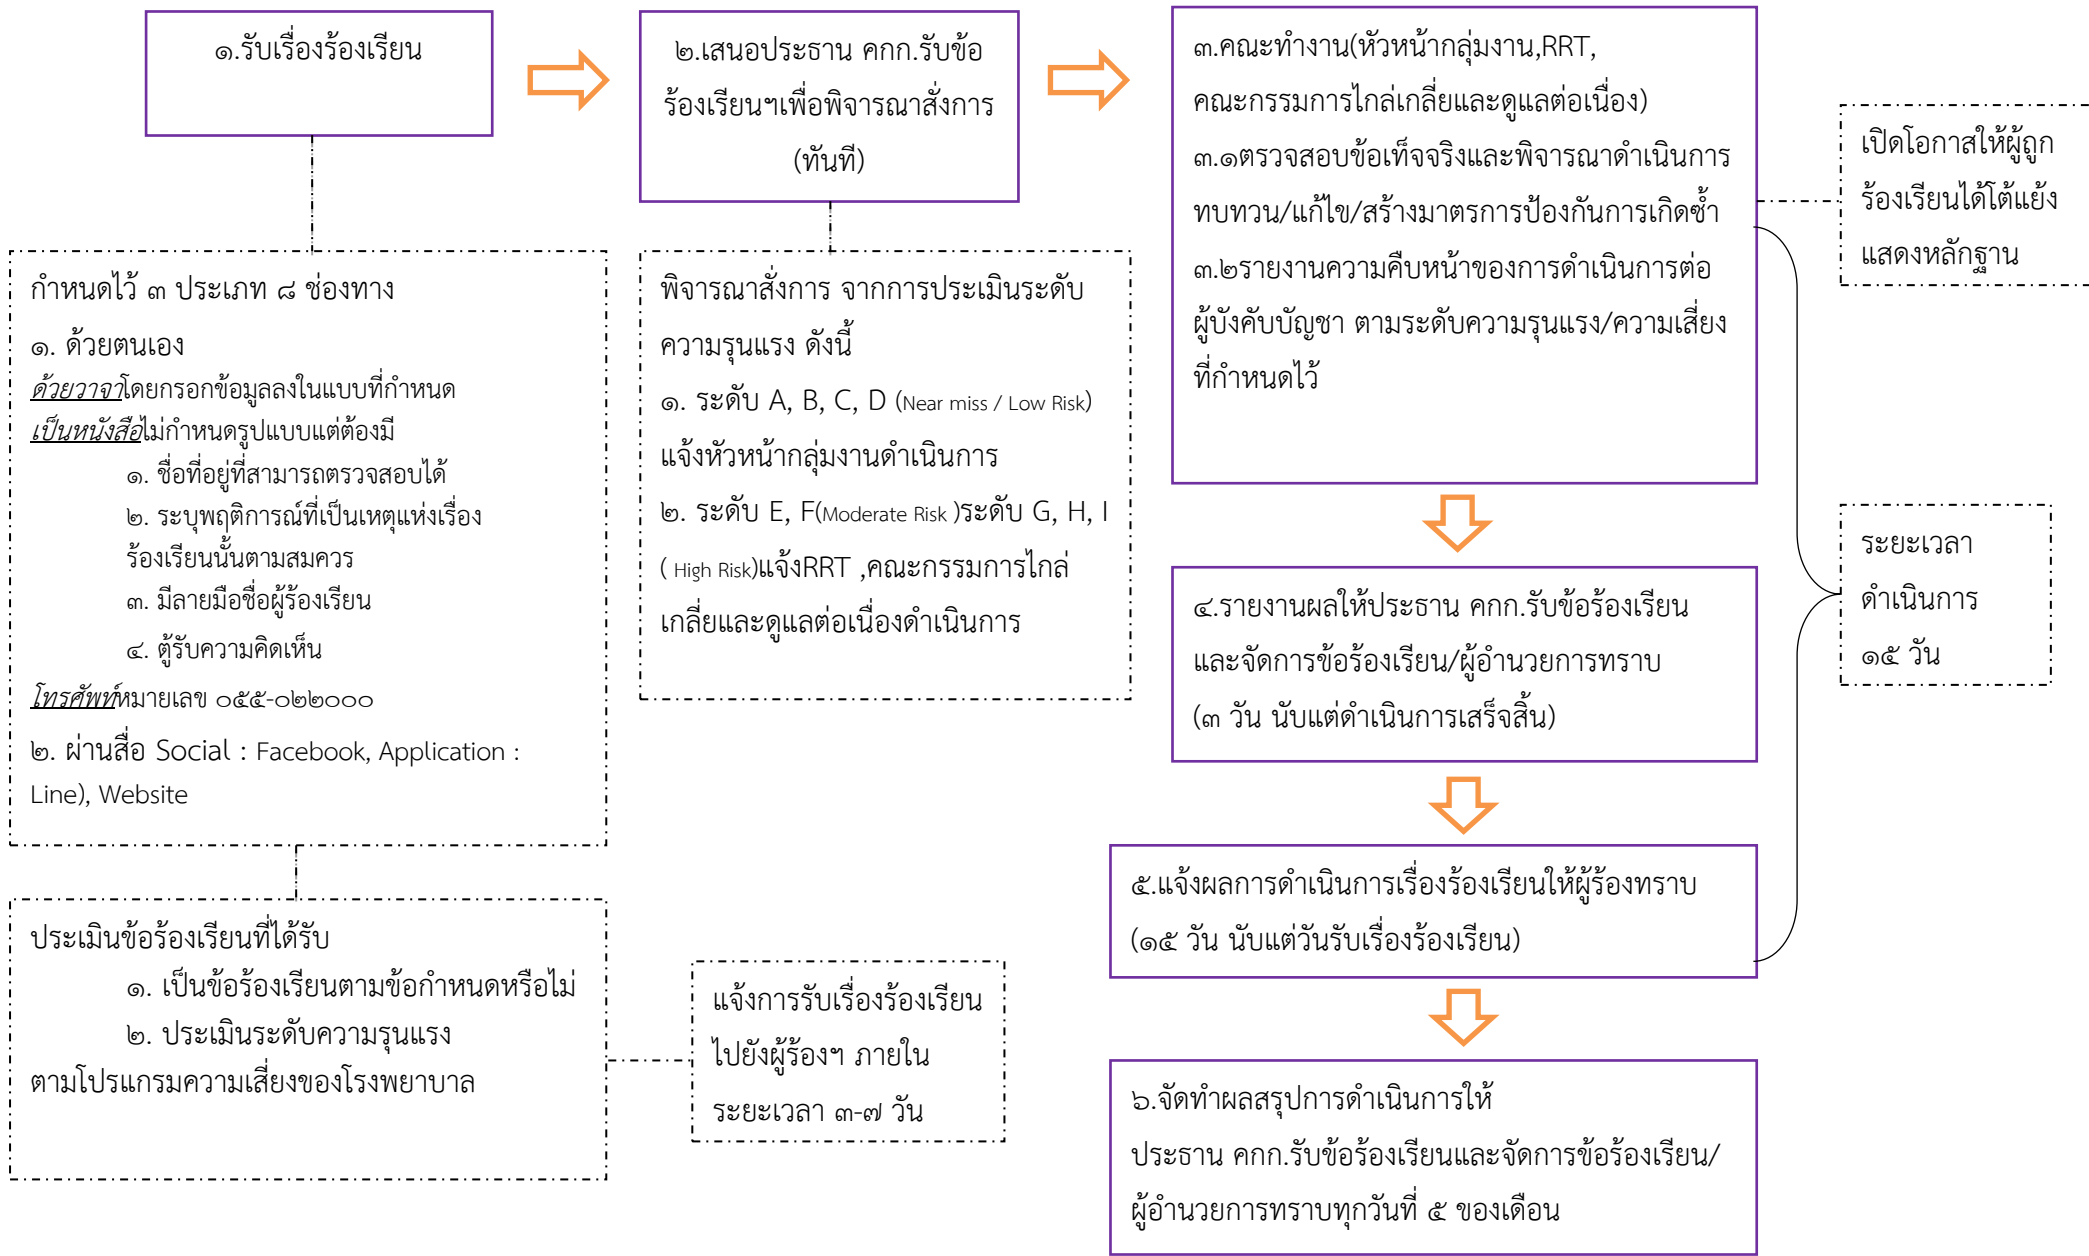 ๑.รับเรื่องร้องเรียน
๒.เสนอประธาน คกก.รับข้อ
ร้องเรียนฯเพื่อพิจารณาสั่งการ
(ทันที)
๓.คณะทำงาน(หัวหน้ากลุ่มงาน,RRT,
คณะกรรมการไกล่เกลี่ยและดูแลต่อเนื่อง)
๓.๑ตรวจสอบข้อเท็จจริงและพิจารณาดำเนินการ
ทบทวน/แก้ไข/สร้างมาตรการป้องกันการเกิดซ้ำ
๓.๒รายงานความคืบหน้าของการดำเนินการต่อ
ผู้บังคับบัญชา ตามระดับความรุนแรง/ความเสี่ยง
ที่กำหนดไว้
เปิดโอกาสให้ผู้ถูก
ร้องเรียนได้โต้แย้ง
แสดงหลักฐาน
กำหนดไว้ ๓ ประเภท ๘ ช่องทาง
๑. ด้วยตนเอง
ด้วยวาจาโดยกรอกข้อมูลลงในแบบที่กำหนด
เป็นหนังสือไม่กำหนดรูปแบบแต่ต้องมี
๑. ชื่อที่อยู่ที่สามารถตรวจสอบได้
๒. ระบุพฤติการณ์ที่เป็นเหตุแห่งเรื่อง
ร้องเรียนนั้นตามสมควร
๓. มีลายมือชื่อผู้ร้องเรียน
๔. ตู้รับความคิดเห็น
โทรศัพท์หมายเลข ๐๕๕-๐๒๒๐๐๐
๒. ผ่านสื่อ Social : Facebook, Application :
Line), Website
พิจารณาสั่งการ จากการประเมินระดับ
ความรุนแรง ดังนี้
๑. ระดับ A, B, C, D (Near miss / Low Risk)
แจ้งหัวหน้ากลุ่มงานดำเนินการ
๒. ระดับ E, F(Moderate Risk )ระดับ G, H, I
( High Risk)แจ้งRRT ,คณะกรรมการไกล่
เกลี่ยและดูแลต่อเนื่องดำเนินการ
๔.รายงานผลให้ประธาน คกก.รับข้อร้องเรียน
และจัดการข้อร้องเรียน/ผู้อำนวยการทราบ
(๓ วัน นับแต่ดำเนินการเสร็จสิ้น)
ระยะเวลา
ดำเนินการ
๑๕ วัน
๕.แจ้งผลการดำเนินการเรื่องร้องเรียนให้ผู้ร้องทราบ
(๑๕ วัน นับแต่วันรับเรื่องร้องเรียน)
ประเมินข้อร้องเรียนที่ได้รับ
๑. เป็นข้อร้องเรียนตามข้อกำหนดหรือไม่
๒. ประเมินระดับความรุนแรง
ตามโปรแกรมความเสี่ยงของโรงพยาบาล
แจ้งการรับเรื่องร้องเรียน
ไปยังผู้ร้องฯ ภายใน
ระยะเวลา ๓-๗ วัน
๖.จัดทำผลสรุปการดำเนินการให้
ประธาน คกก.รับข้อร้องเรียนและจัดการข้อร้องเรียน/
ผู้อำนวยการทราบทุกวันที่ ๕ ของเดือน